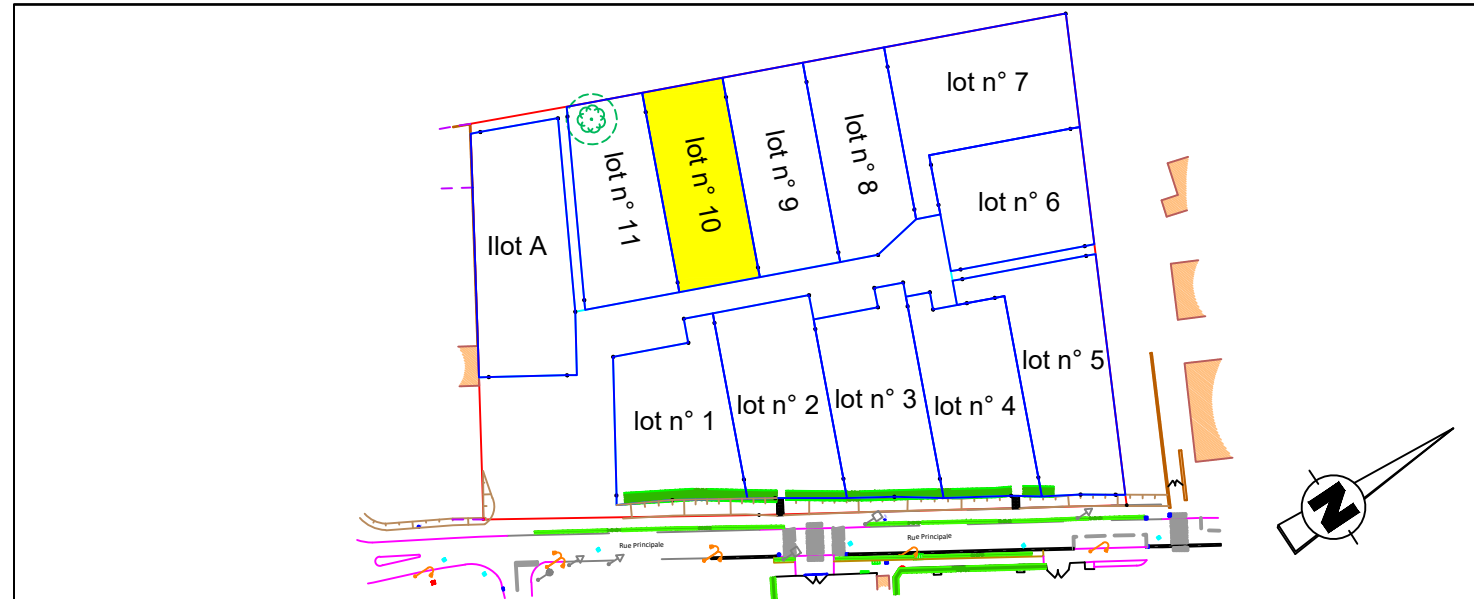 lot n° 7
lot n° 8
lot n° 9
lot n° 10
lot n° 11
lot n° 6
Ilot A
lot n° 5
lot n° 1
lot n° 2
lot n° 3
lot n° 4
Rue Principale
Rue Principale
N